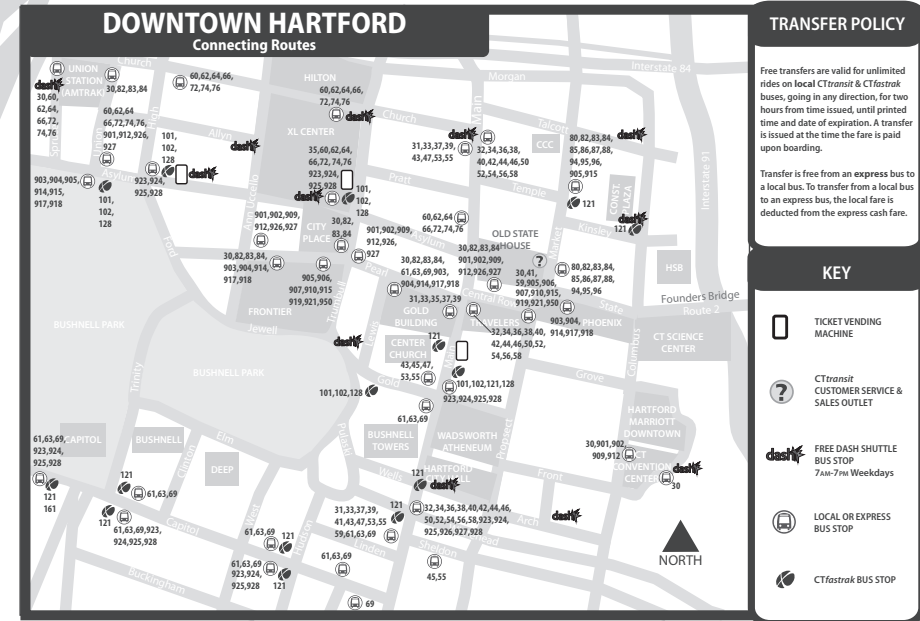 DOWNTOWN HARTFORD
Connecting Routes
TRANSFER POLICY
Free transfers are valid for unlimited
rides on local CTtransit & CTfastrak
buses, going in any direction, for two
hours from time issued, until printed
time and date of expiration. A transfer
is issued at the time the fare is paid
upon boarding.
Transfer is free from an express bus to
a local bus. To transfer from a local bus
to an express bus, the local fare is
deducted from the express cash fare.
KEY
TICKET VENDING
MACHINE
?
CTtransit
CUSTOMER SERVICE &
SALES OUTLET
dash
FREE DASH SHUTTLE
BUS STOP
7AM-7PM Weekdays
LOCAL OR EXPRESS
BUS STOP
CTfastrak BUS STOP
Church
UNION
STATION
(AMTRAK)
dash
30,60,
62,64,
66,72,
74,76
30,82,83,84
60,62,64
66,72,74,76,
901,912,926,
927
60,62,64,66,
72,74,76
101,
102,
128
923,924,
925,928
dash
903,904,905,
914,915,
917,918
101,
102,
128
Asylum
Union
High
Allyn
dash
Ann Uccello
HILTON
60,62,64,66,
72,74,76
dash
XL CENTER
35,60,62,64,
66,72,74,76
923,924,
925,928
dash
101,
102,
128
Church
Morgan
Interstate 84
Main
dash
31,33,39,
43,47,53,55
32,34,36,38,
40,42,44,46,50
52,54,56,58
Talcott
CCC
Temple
80,82,83,84,
85,86,87,88,
94,95,96,
905,915
dash
121
CONST.
PLAZA
dash
121
Kinsley
Interstate 91
Pratt
60,62,64
66,72,74,76
Asylum
901,902,909,
912,926,927
CITY
PLACE
30,82,
83,84
901,902,909,
912,926,
927
30,82,83,84,
903,904,914,
917,918
905,906,
907,910,915
919,921,950
Pearl
30,82,83,84,
61,63,69,903,
904,914,917,918
OLD STATE
HOUSE
30,82,83,84
901,902,909,
912,926,927
?
30,41,
59,905,906,
907,910,915,
919,921,950
Market
80,82,83,84,
85,86,87,88,
94,95,96
HSB
Founders Bridge
Route 2
State
Central Row
31,33,35,37,39
GOLD
BUILDING
TRAVELERS
PHOENIX
903,904,
914,917,918
32,34,36,38,40,
42,44,46,50,52,
54,56,58
Columbus
CT SCIENCE
CENTER
Ford
FRONTIER
Trumbull
Jewell
Lewis
dash
CENTER
CHURCH
121
Main
43,45,47,
53,55
101,102,121,128
923,924,925,928
Grove
BUSHNELL PARK
BUSHNELL PARK
Trinity
101,102,128
Gold
61,63,69
Pulaski
BUSHNELL
TOWERS
WADSWORTH
ATHENEUM
Prospect
HARTFORD
MARRIOTT
DOWNTOWN
30,901,902,
909,912
CT
CONVENTION
CENTER
dash
30
61,63,69,
923,924,
925,928
CAPITOL
BUSHNELL
Clinton
Elm
DEEP
121
161
121
61,63,69
121
61,63,69,923,
924,925,928
Capitol
Buckingham
West
61,63,69
121
61,63,69
923,924,
925,928
121
Hudson
Wells
121
HARTFORD
CITY HALL
dash
Front
Arch
dash
31,33,37,39,
41,43,47,53,55
59,61,63,69
121
32,34,36,38,40,42,44,46,
50,52,54,56,58,923,924,
925,926,927,928
Linden
61,63,69
Sheldon
45,55
69
NORTH